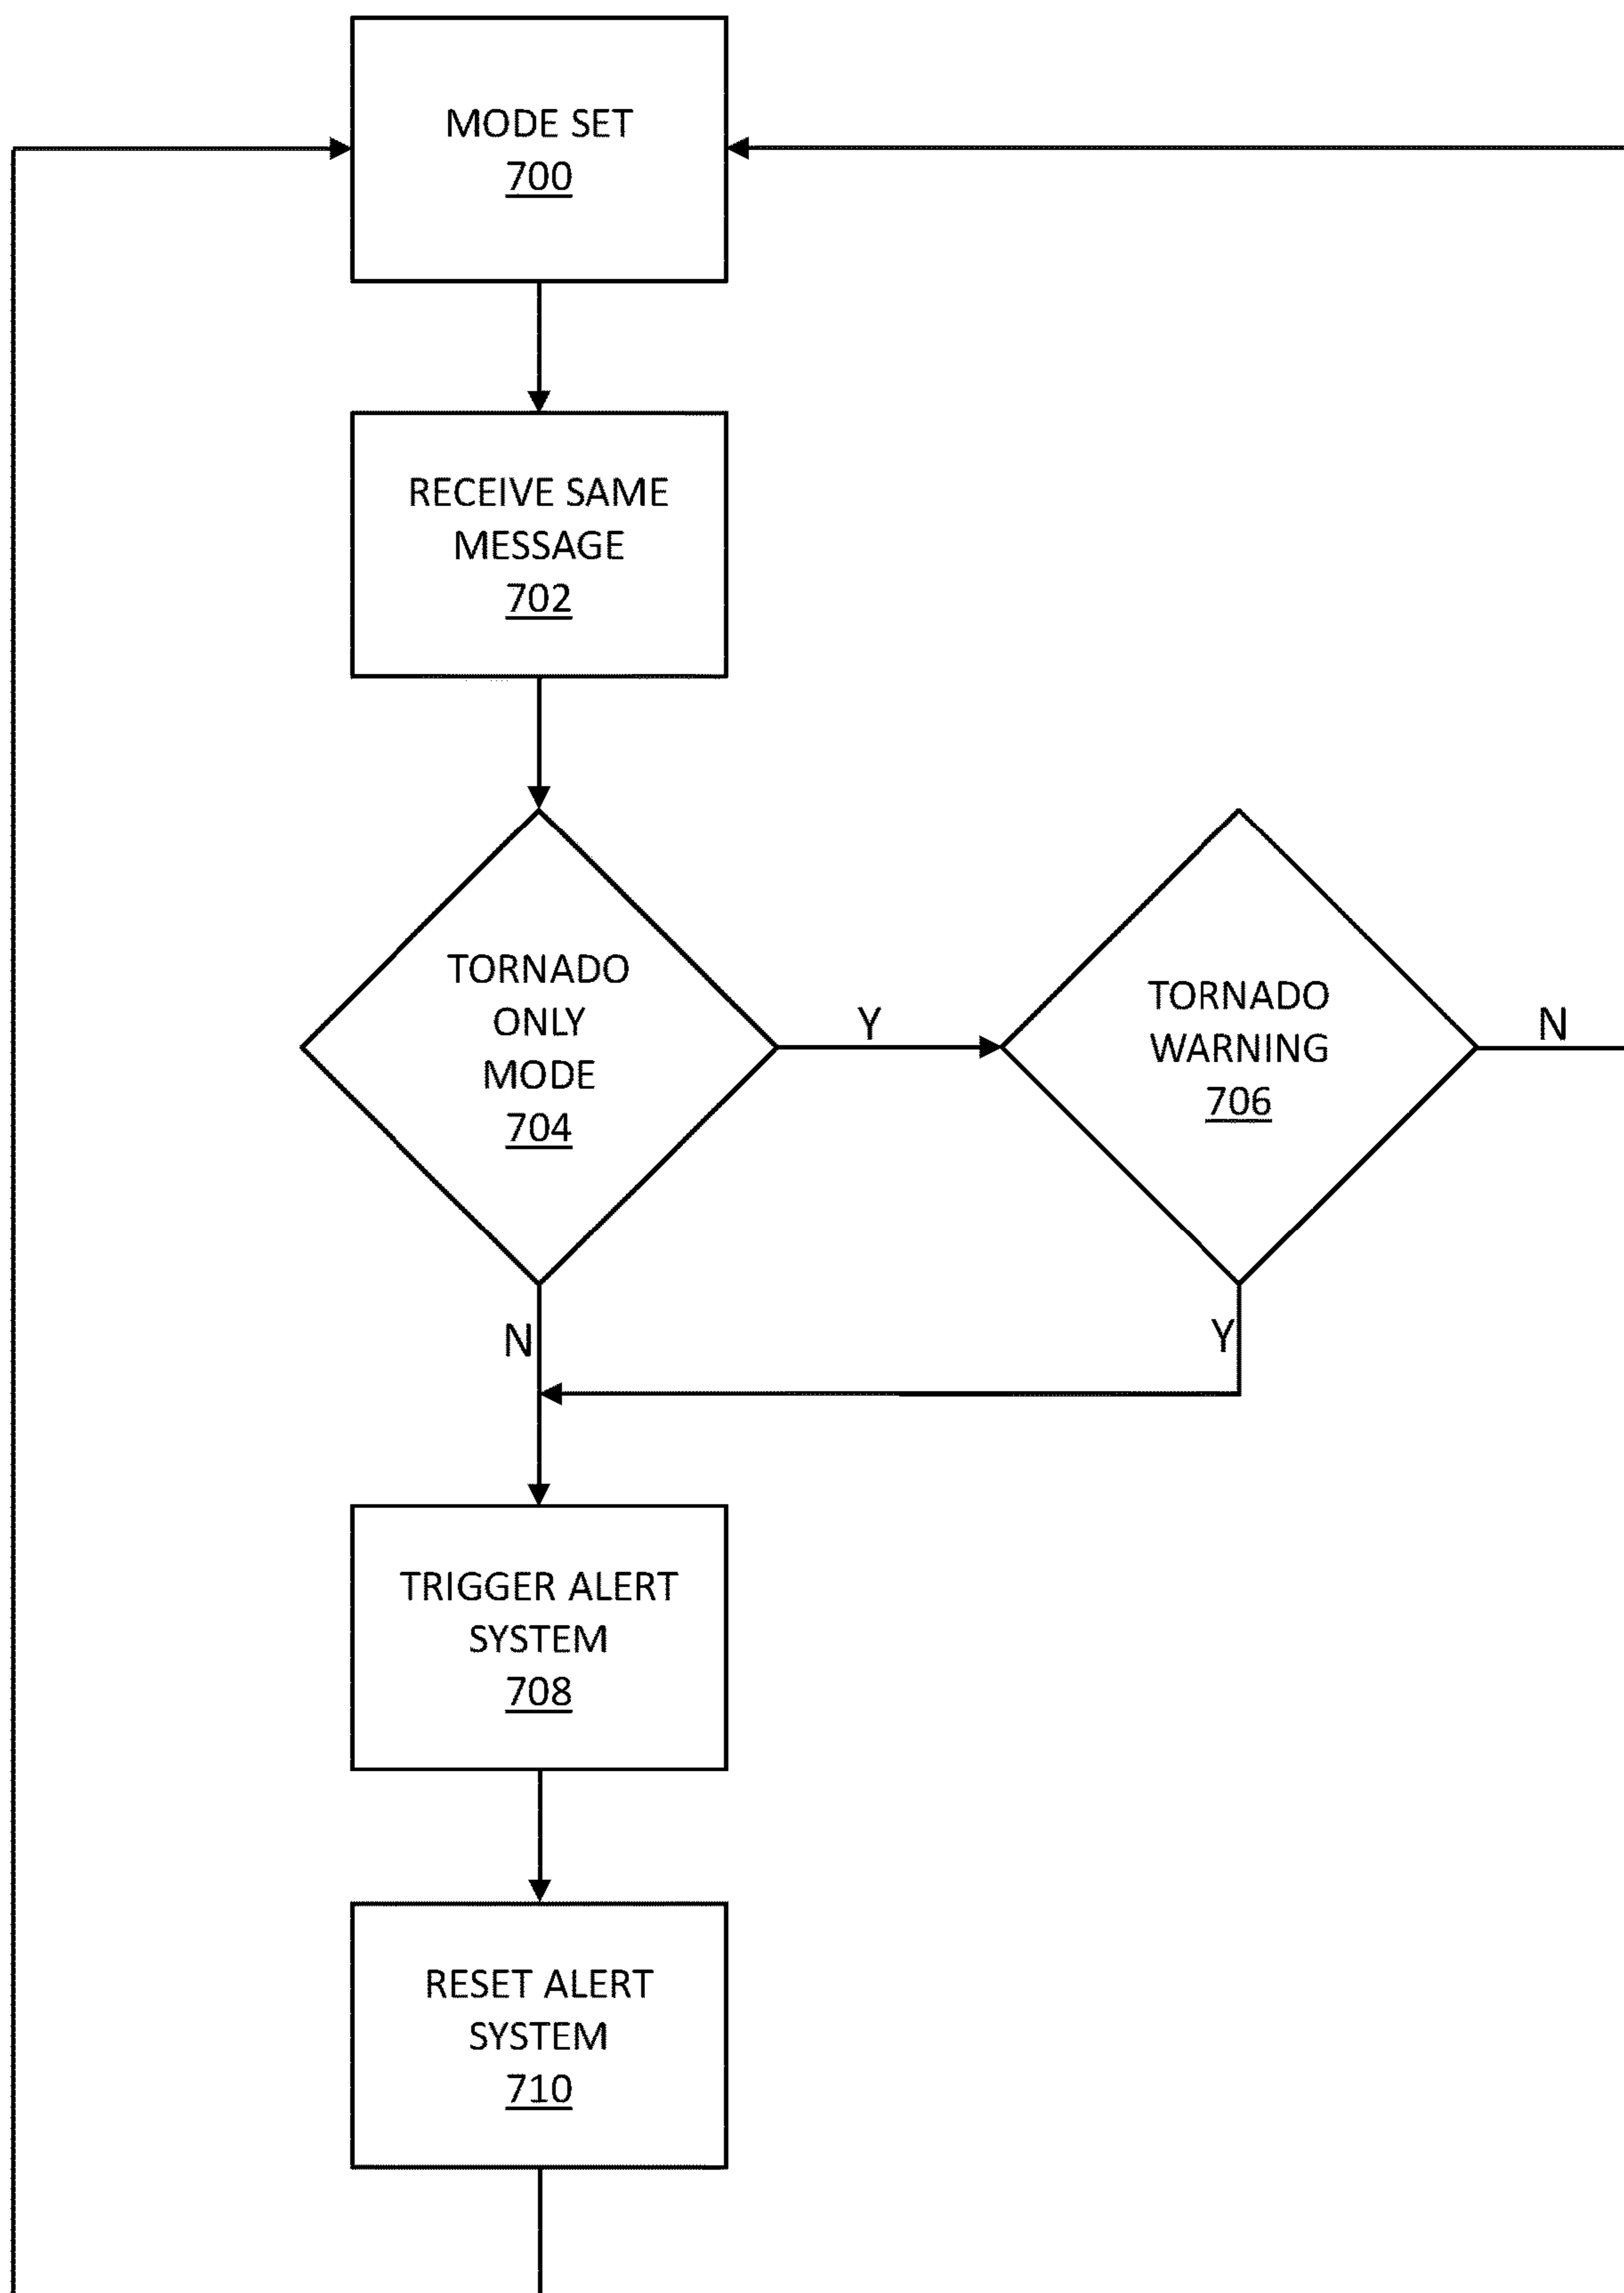 MODE SET
700
RECEIVE SAME
MESSAGE
702
TORNADO
ONLY
MODE
704
Y
TORNADO
WARNING
706
N
N
Y
TRIGGER ALERT
SYSTEM
708
RESET ALERT
SYSTEM
710